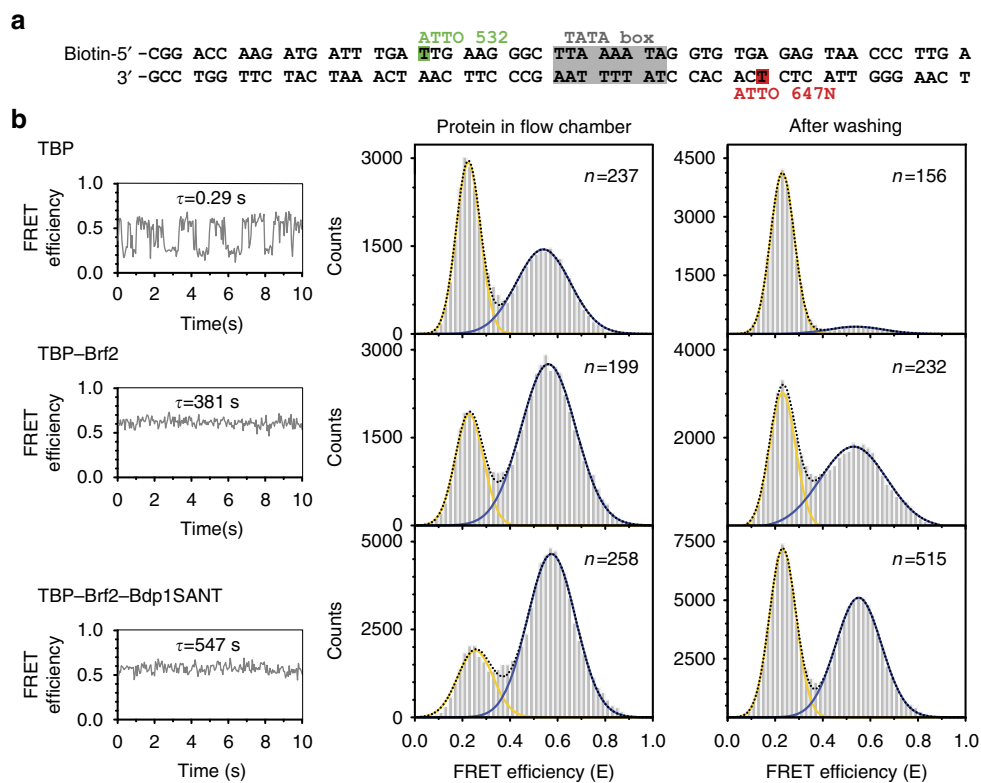 a
ATTO 532 TATA box
Biotin-5′ –CGG ACC AAG ATG ATT TGA TTG AAG GGC TTA AAA TAG GTG TGA GAG TAA CCC TTG A
3′ –GCC TGG TTC TAC TAA ACT AAC TTC CCG AAT TTT ATC CAC ACT CTC ATT GGG AAC T
ATTO 647N
b
Protein in flow chamber After washing
TBP
FRET efficiency
1.0
0.5
0.0
τ=0.29 s
0 2 4 6 8 10
Time(s)
Counts
3000
1500
0
n=237
4500
3000
1500
n=156
TBP–Brf2
FRET efficiency
1.0
0.5
0.0
τ=381 s
0 2 4 6 8 10
Time(s)
Counts
3000
1500
0
n=199
4000
2000
0
n=232
TBP–Brf2–Bdp1SANT
FRET efficiency
1.0
0.5
0.0
τ=547 s
0 2 4 6 8 10
Time (s)
Counts
5000
2500
0
n=258
0.0 0.2 0.4 0.6 0.8 1.0
FRET efficiency (E)
7500
5000
2500
n=515
0.0 0.2 0.4 0.6 0.8 1.0
FRET efficiency (E)